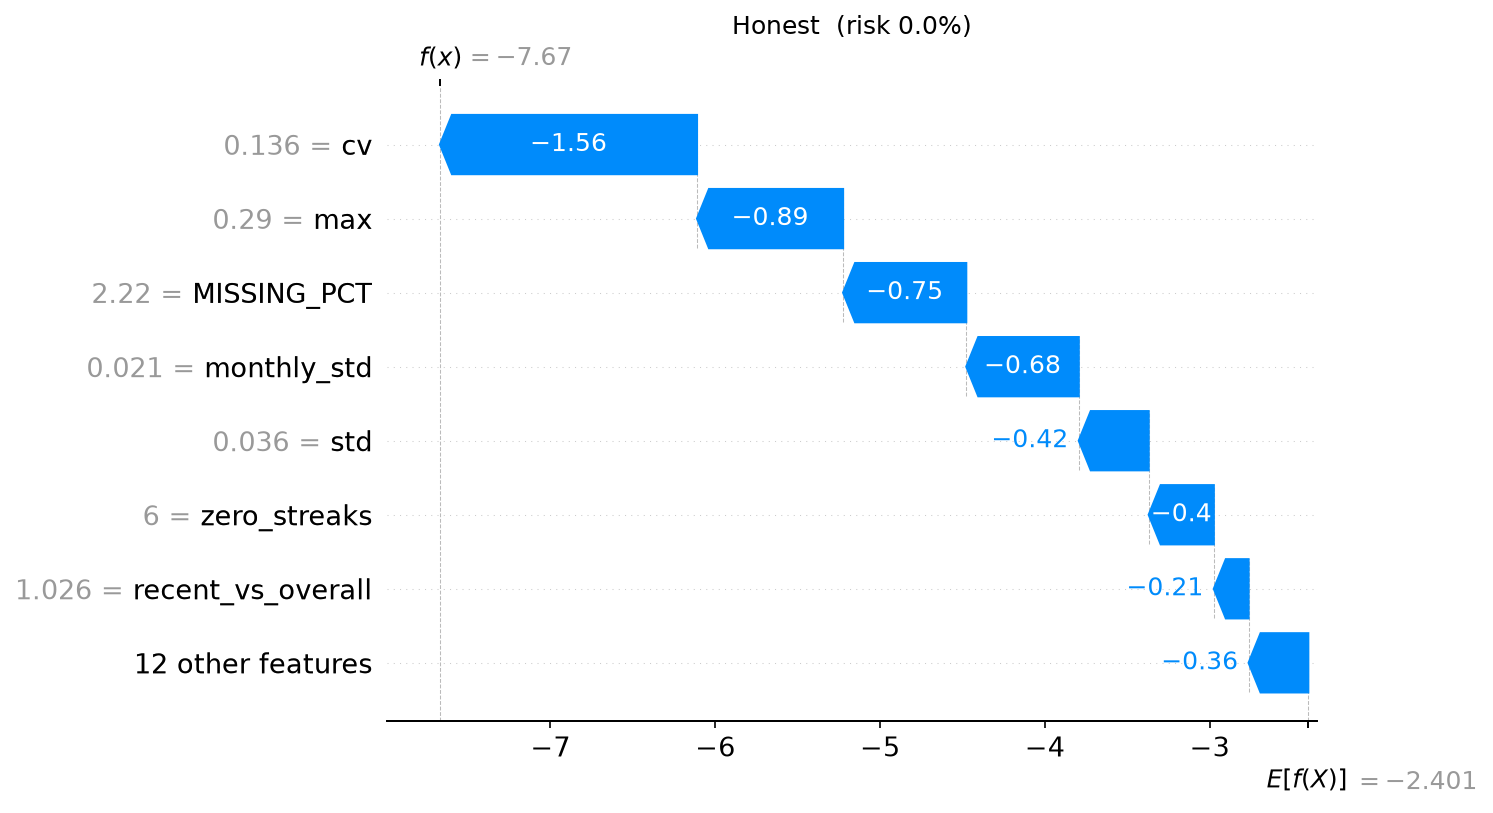 Honest  (risk 0.0%)
f(x) = −7.67
0.136 = cv
−1.56
0.29 = max
−0.89
2.22 = MISSING_PCT
−0.75
0.021 = monthly_std
−0.68
0.036 = std
−0.42
6 = zero_streaks
−0.4
1.026 = recent_vs_overall
−0.21
12 other features
−0.36
−7 −6 −5 −4 −3
E[f(X)] = −2.401